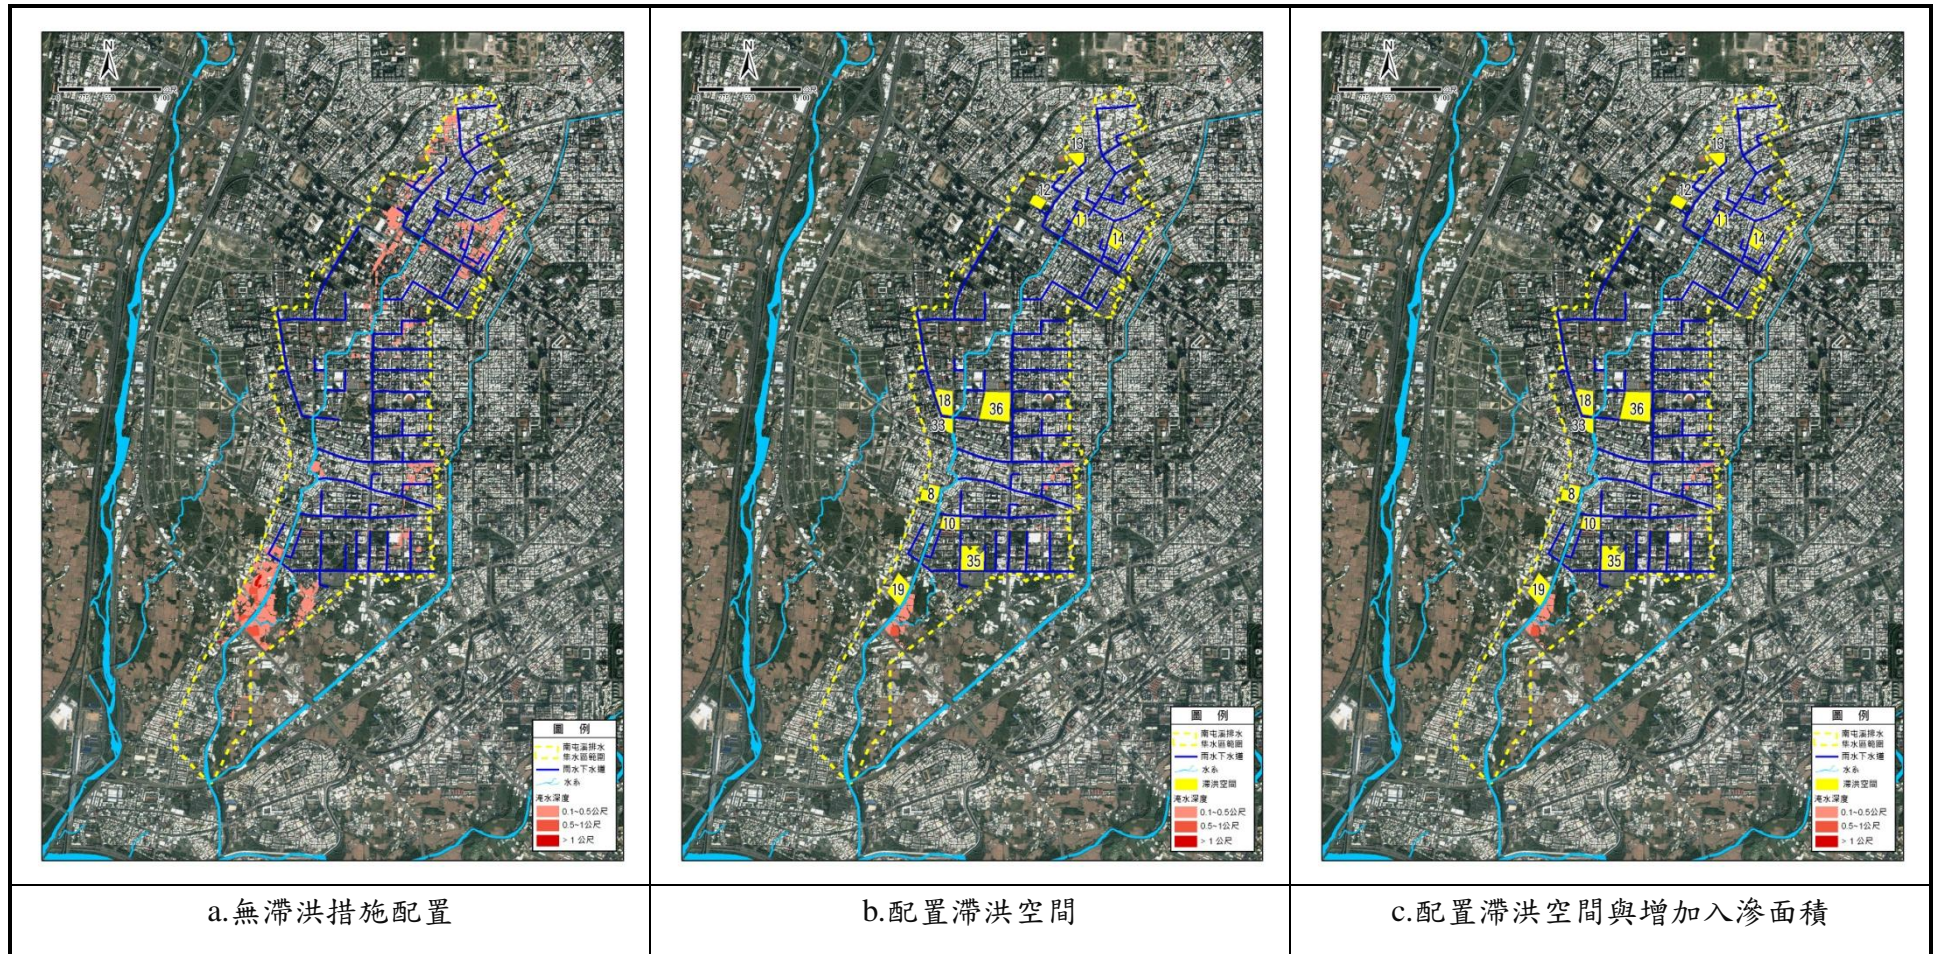 N
公尺
圖 例
南屯溪排水
集水區範圍
雨水下水道
水系
淹水深度
0.1~0.5公尺
0.5~1公尺
> 1 公尺
a.無滯洪措施配置
N
公尺
13
12
11
14
18
36
33
8
10
35
19
圖 例
南屯溪排水
集水區範圍
雨水下水道
水系
滯洪空間
淹水深度
0.1~0.5公尺
0.5~1公尺
> 1 公尺
b.配置滯洪空間
N
公尺
13
12
11
14
18
36
33
8
10
35
19
圖 例
南屯溪排水
集水區範圍
雨水下水道
水系
滯洪空間
淹水深度
0.1~0.5公尺
0.5~1公尺
> 1 公尺
c.配置滯洪空間與增加入滲面積